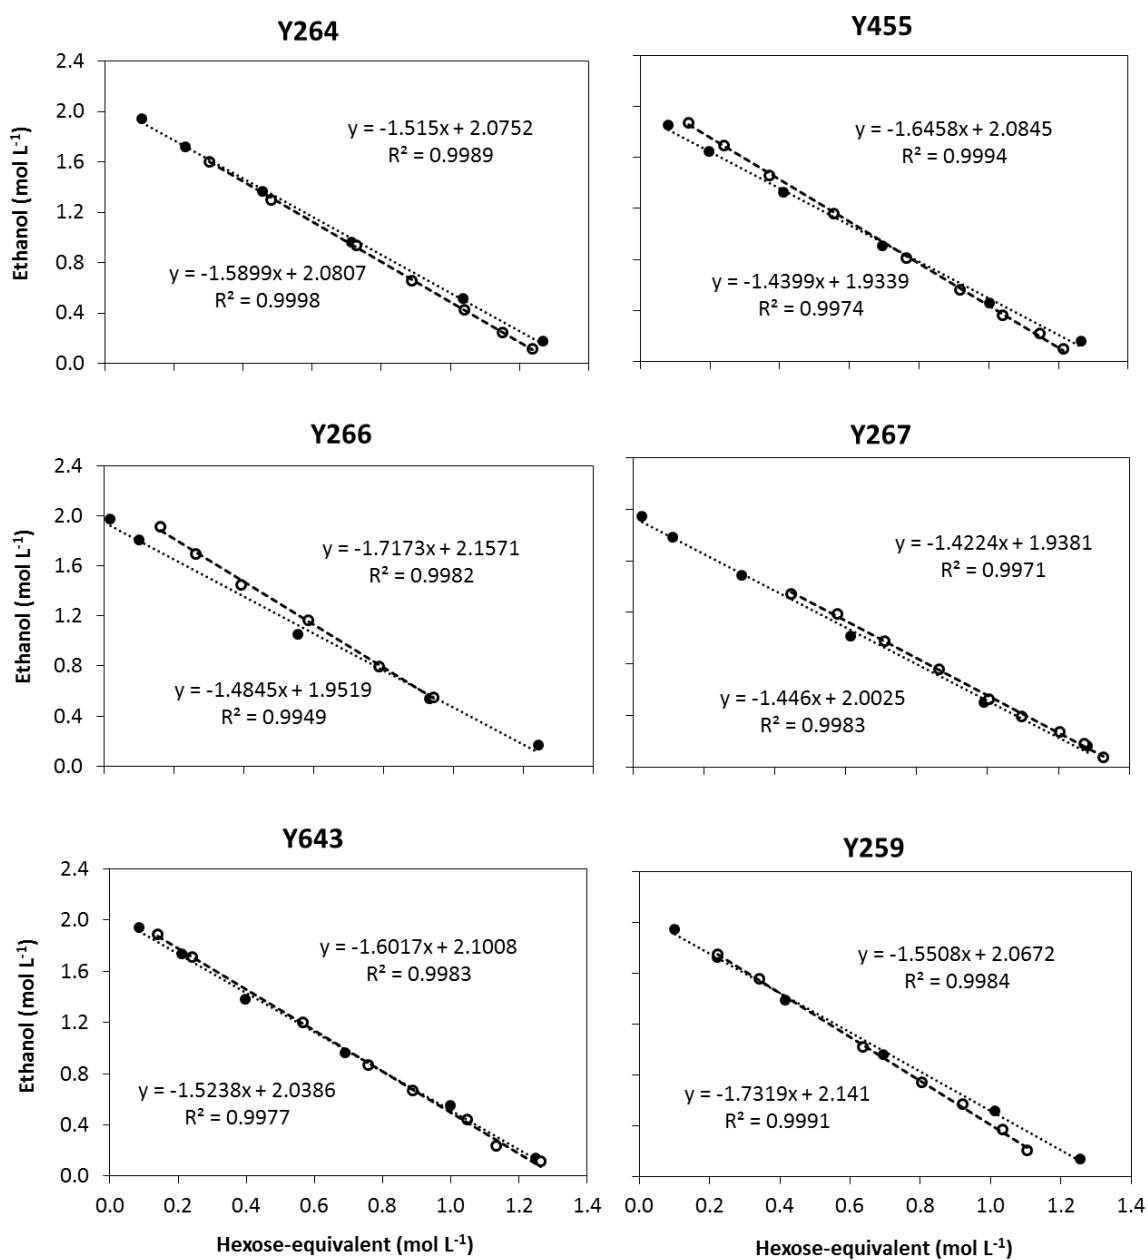 Y264
Y455
2.4
2.0
1.6
1.2
0.8
0.4
0.0
Ethanol (mol L⁻¹)
y = -1.515x + 2.0752
R² = 0.9989
y = -1.5899x + 2.0807
R² = 0.9998
y = -1.6458x + 2.0845
R² = 0.9994
y = -1.4399x + 1.9339
R² = 0.9974
Y266
Y267
2.4
2.0
1.6
1.2
0.8
0.4
0.0
Ethanol (mol L⁻¹)
y = -1.7173x + 2.1571
R² = 0.9982
y = -1.4845x + 1.9519
R² = 0.9949
y = -1.4224x + 1.9381
R² = 0.9971
y = -1.446x + 2.0025
R² = 0.9983
Y643
Y259
2.4
2.0
1.6
1.2
0.8
0.4
0.0
Ethanol (mol L⁻¹)
y = -1.6017x + 2.1008
R² = 0.9983
y = -1.5238x + 2.0386
R² = 0.9977
y = -1.5508x + 2.0672
R² = 0.9984
y = -1.7319x + 2.141
R² = 0.9991
0.0 0.2 0.4 0.6 0.8 1.0 1.2 1.4
0.0 0.2 0.4 0.6 0.8 1.0 1.2 1.4
Hexose-equivalent (mol L⁻¹)
Hexose-equivalent (mol L⁻¹)